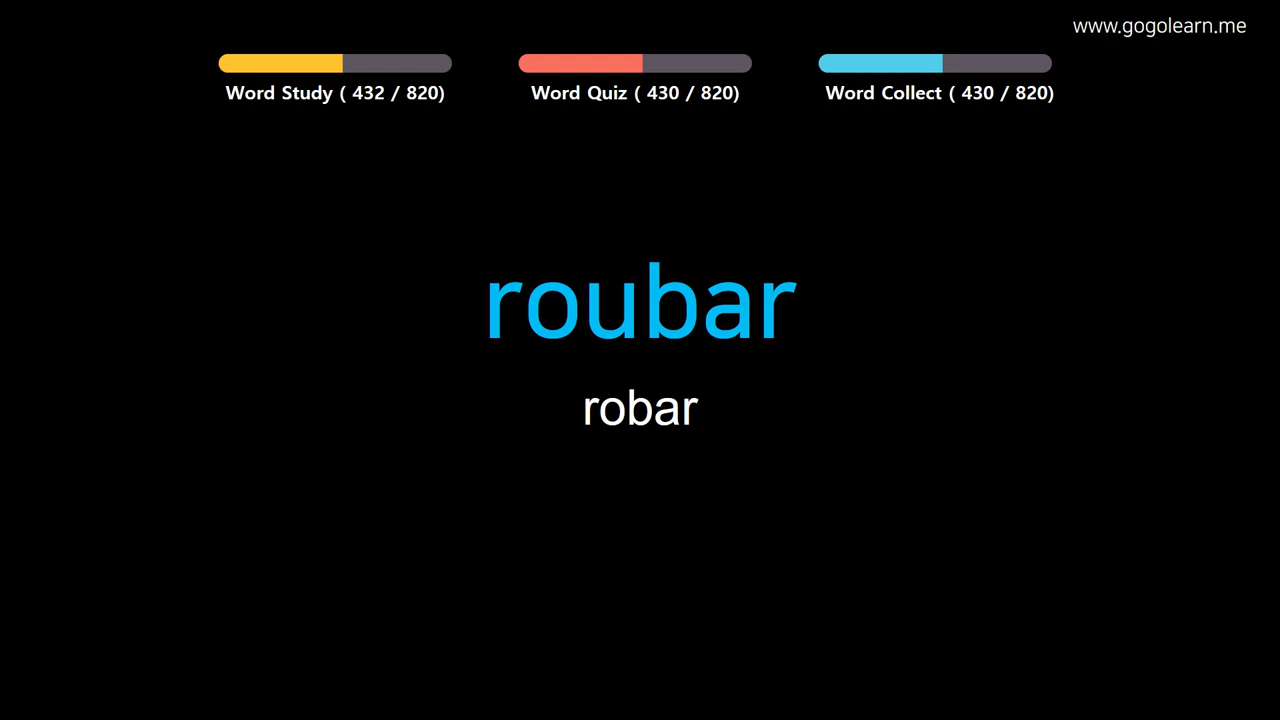 www.gogolearn.me
Word Study ( 432 / 820)
Word Quiz ( 430 / 820)
Word Collect ( 430 / 820)
roubar
robar